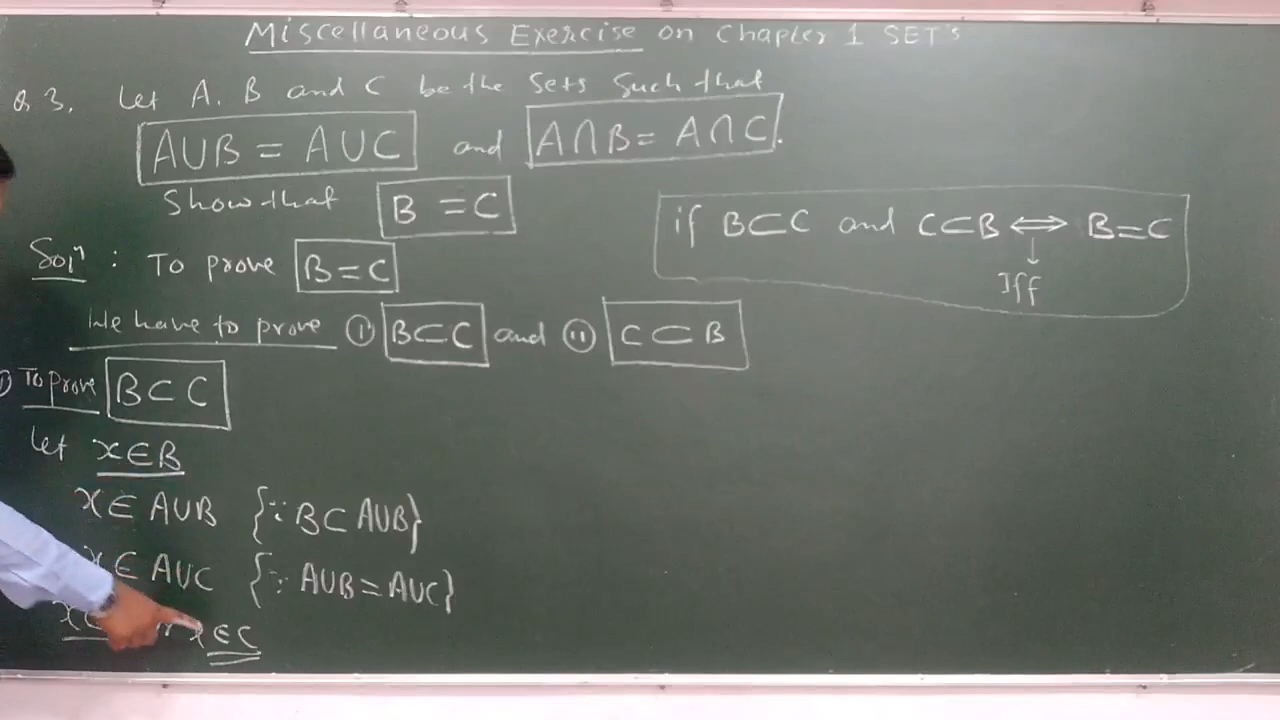 Miscellaneous Exercise on Chapter 1 SET'S
Q 3. Let A, B and C be the Sets Such that
A∪B = A∪C and A∩B = A∩C.
Show that B = C
if B⊂C and C⊂B ⟺ B=C
Iff
Solⁿ : To prove B=C
We have to prove (i) B⊂C and (ii) C⊂B
(i) To prove B⊂C
Let x∈B
x∈A∪B {∵ B⊂A∪B}
x∈A∪C {∵ A∪B=A∪C}
x∈ x∈C